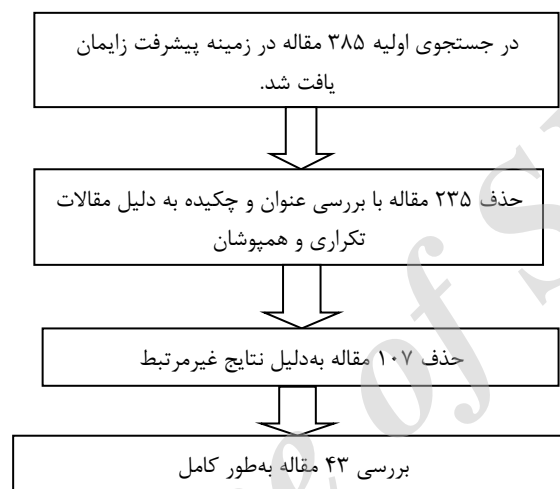 در جستجوی اولیه ۳۸۵ مقاله در زمینه پیشرفت زایمان
یافت شد.
حذف ۲۳۵ مقاله با بررسی عنوان و چکیده به دلیل مقالات
تکراری و همپوشان
حذف ۱۰۷ مقاله به‌دلیل نتایج غیرمرتبط
بررسی ۴۳ مقاله به‌طور کامل